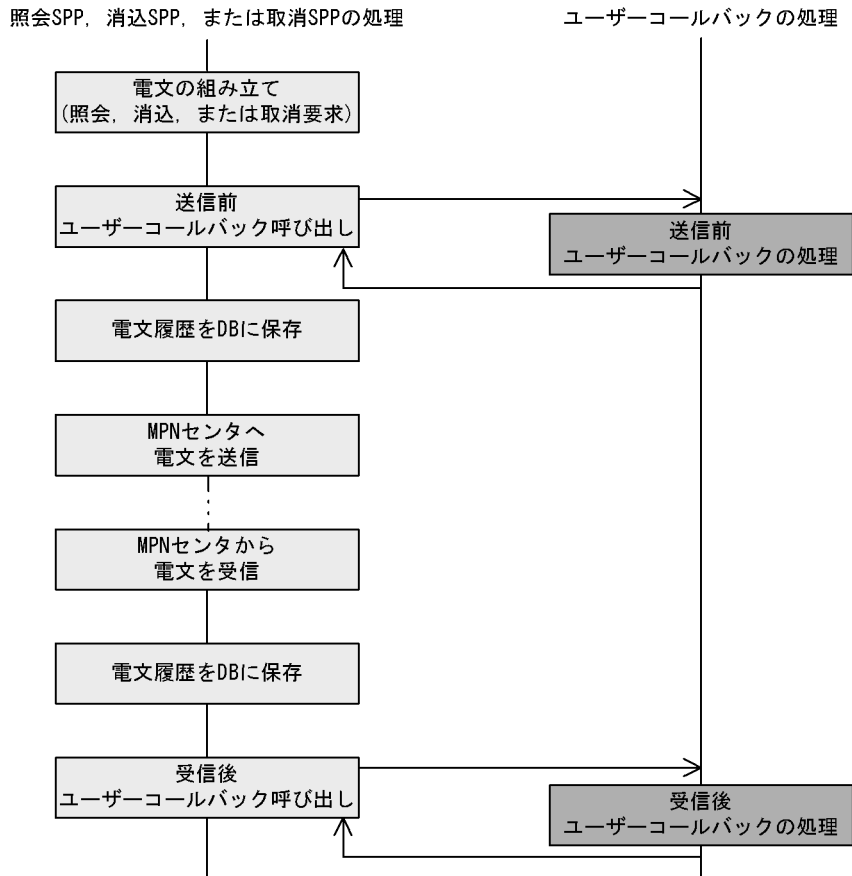 照会SPP，消込SPP，または取消SPPの処理
ユーザーコールバックの処理
電文の組み立て
(照会，消込，または取消要求)
送信前
ユーザーコールバック呼び出し
送信前
ユーザーコールバックの処理
電文履歴をDBに保存
MPNセンタへ
電文を送信
MPNセンタから
電文を受信
電文履歴をDBに保存
受信後
ユーザーコールバック呼び出し
受信後
ユーザーコールバックの処理